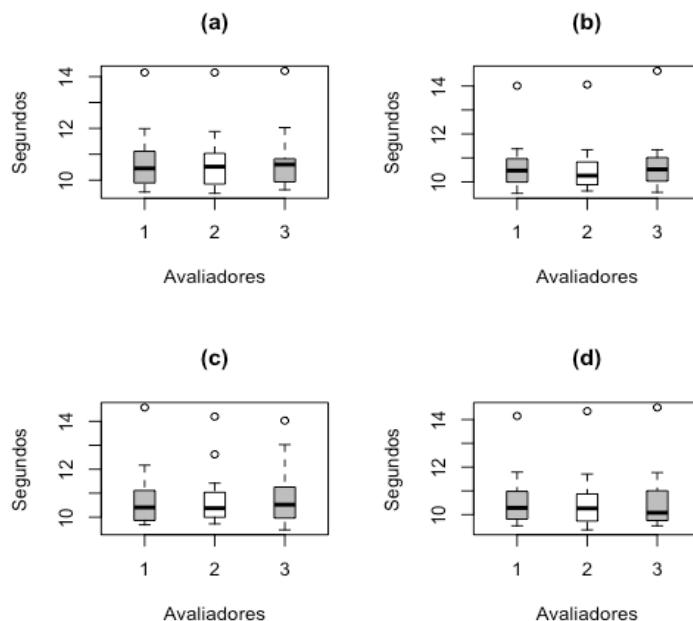 (a)
Segundos
14
12
10
1 2 3
Avaliadores
(b)
Segundos
14
12
10
1 2 3
Avaliadores
(c)
Segundos
14
12
10
1 2 3
Avaliadores
(d)
Segundos
14
12
10
1 2 3
Avaliadores